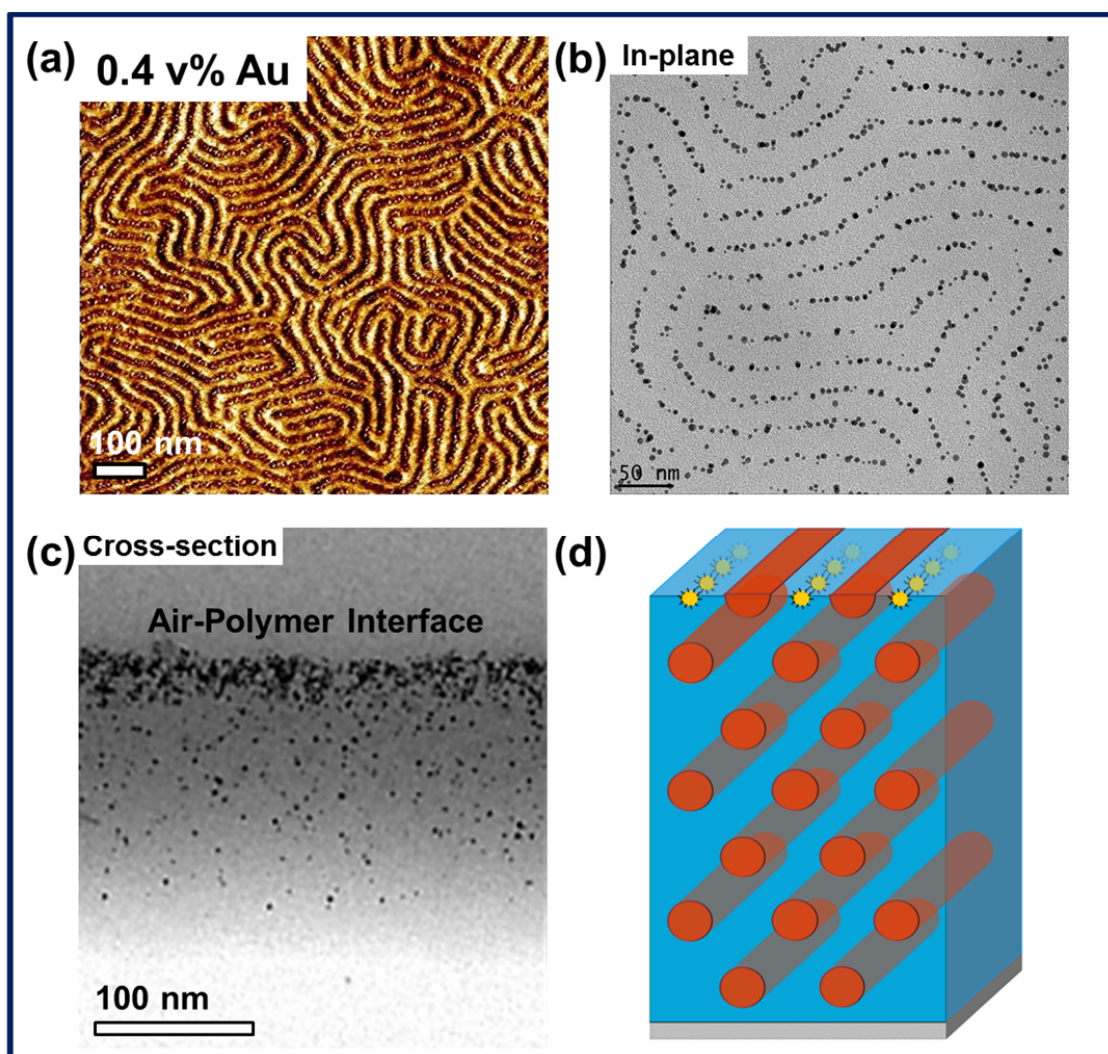 (a)
0.4 v% Au
100 nm
(b)
In-plane
50 nm
(c)
Cross-section
Air-Polymer Interface
100 nm
(d)